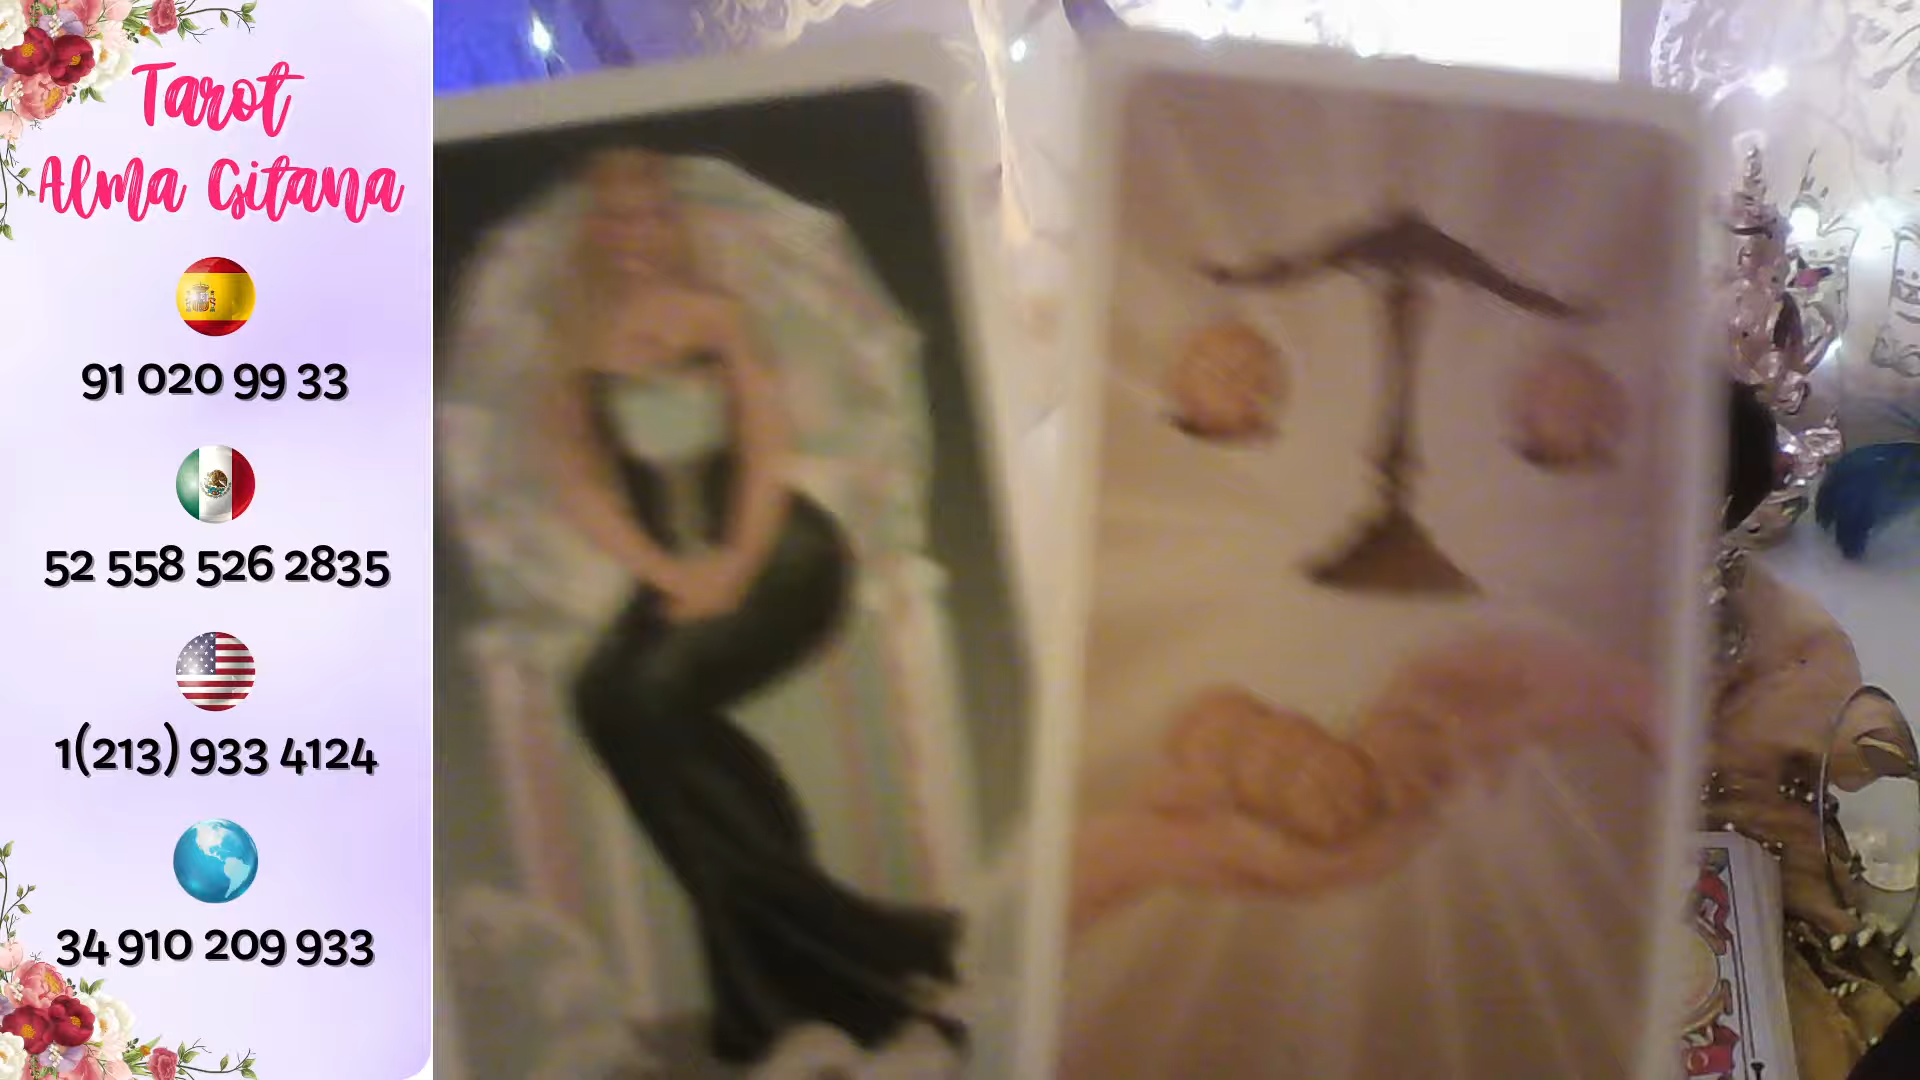 Tarot
Alma Gitana
91 020 99 33
52 558 526 2835
1(213) 933 4124
34 910 209 933